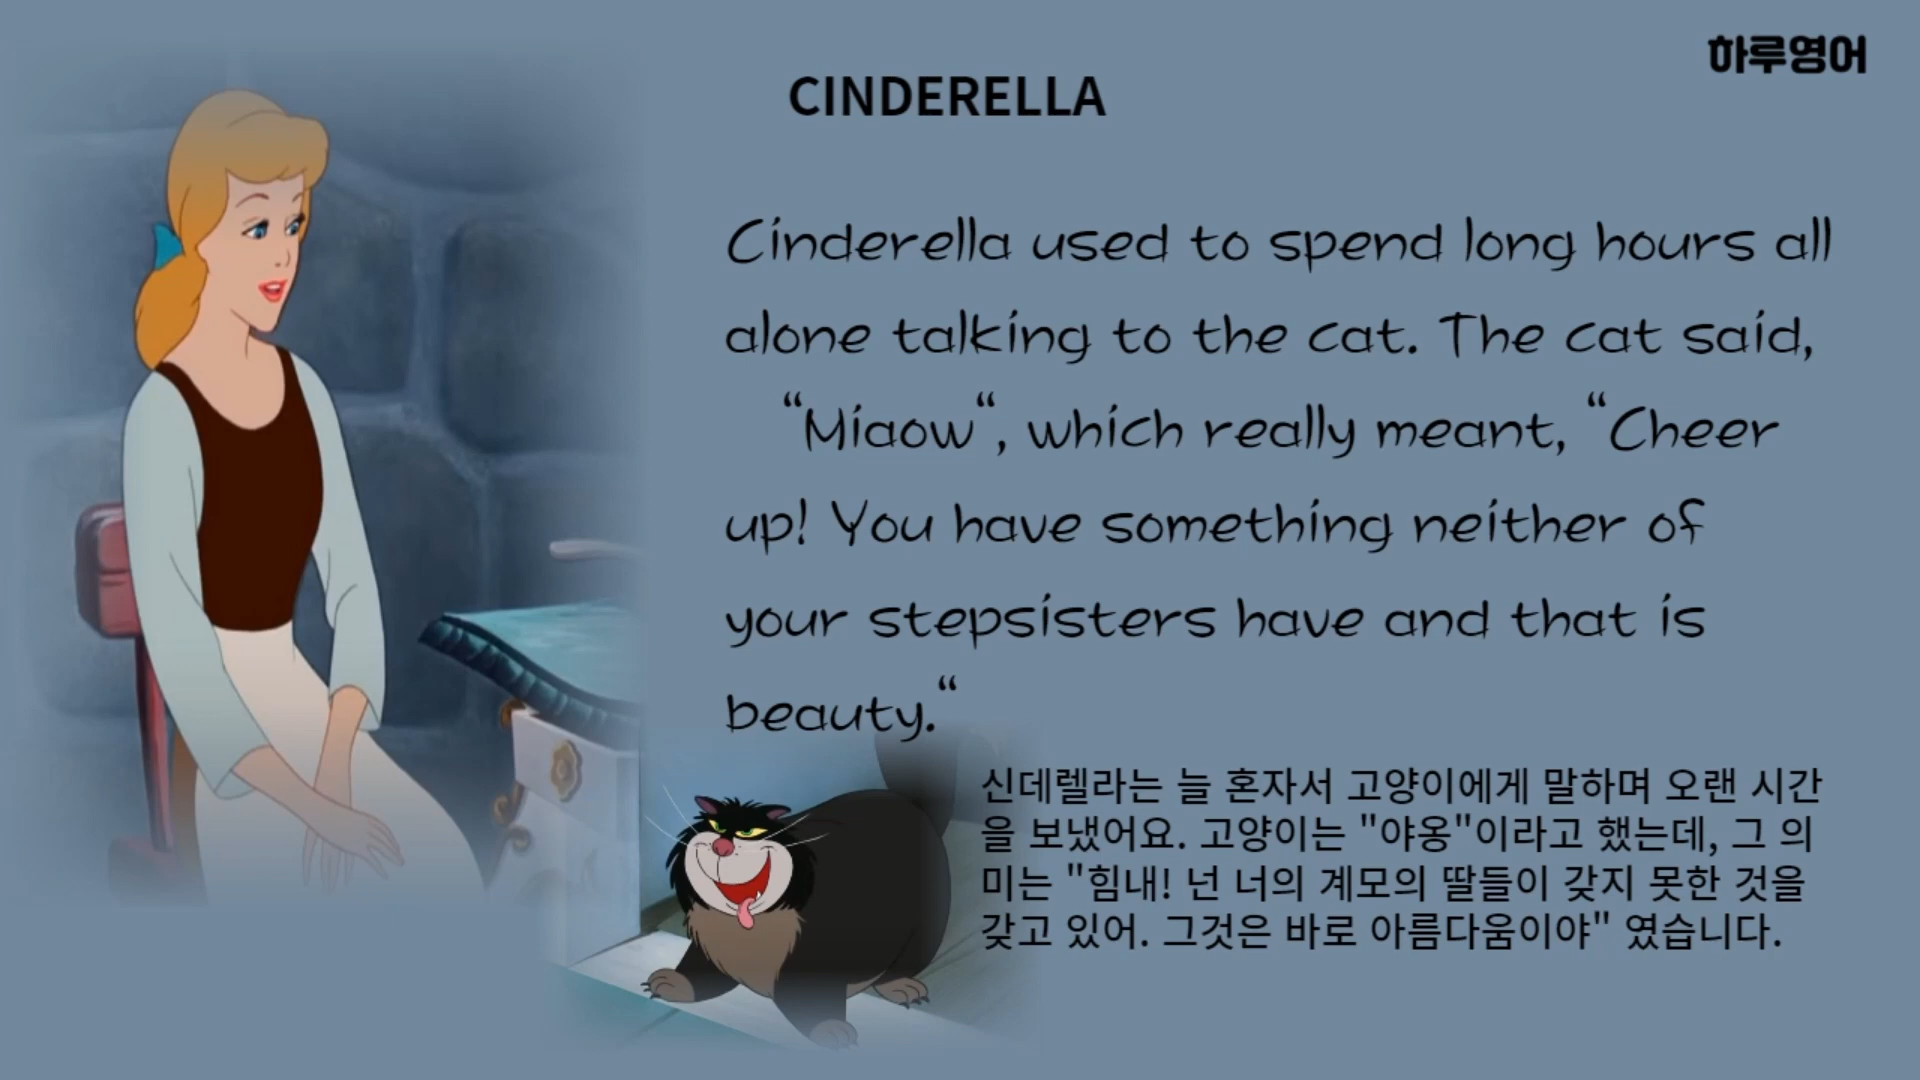 하루영어
CINDERELLA
Cinderella used to spend long hours all
alone talking to the cat. The cat said,
“Miaow“, which really meant, “Cheer
up! You have something neither of
your stepsisters have and that is
beauty.“
신데렐라는 늘 혼자서 고양이에게 말하며 오랜 시간
을 보냈어요. 고양이는 "야옹"이라고 했는데, 그 의
미는 "힘내! 넌 너의 계모의 딸들이 갖지 못한 것을
갖고 있어. 그것은 바로 아름다움이야" 였습니다.